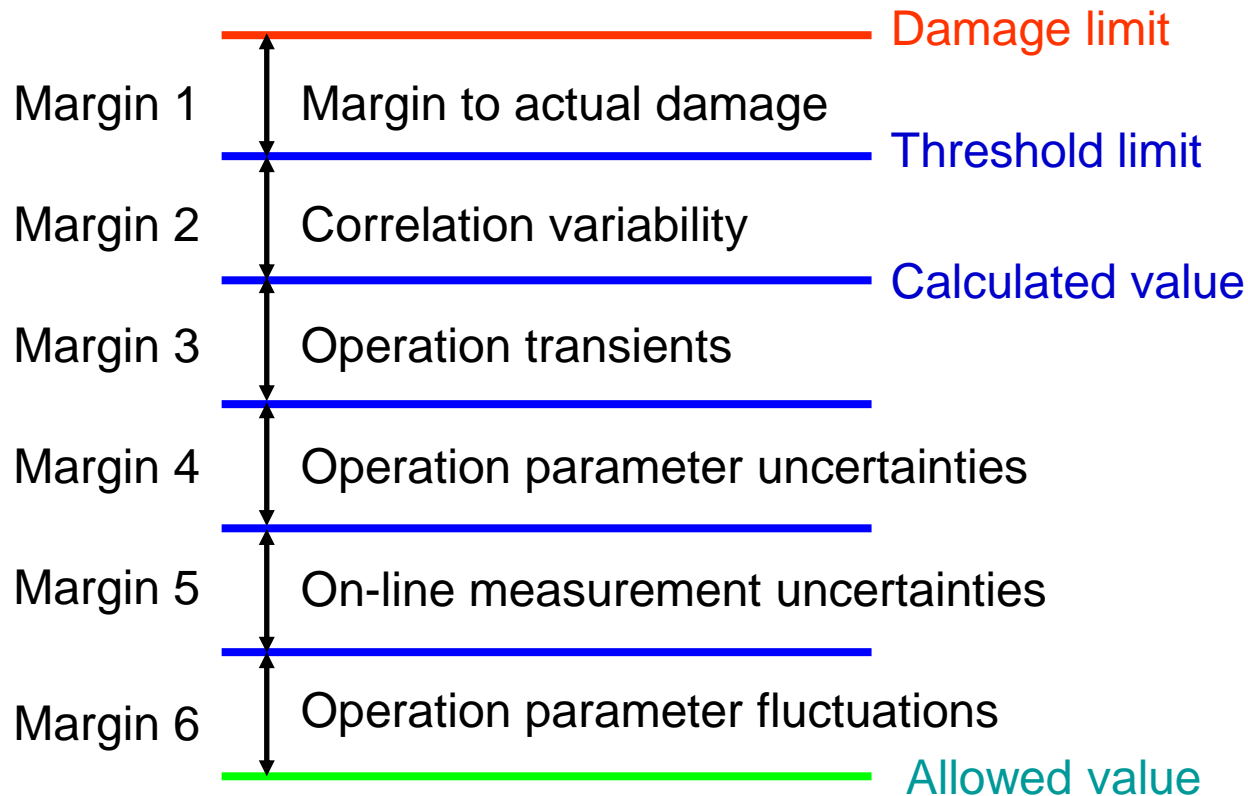 Damage limit
Margin 1 Margin to actual damage
Threshold limit
Margin 2 Correlation variability
Calculated value
Margin 3 Operation transients
Margin 4 Operation parameter uncertainties
Margin 5 On-line measurement uncertainties
Margin 6 Operation parameter fluctuations
Allowed value